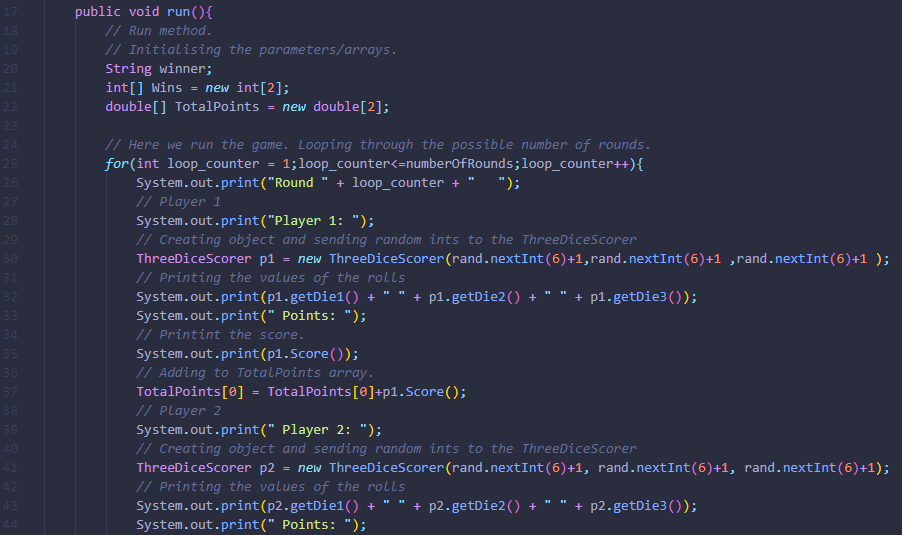 17 public void run(){
18 // Run method.
19 // Initialising the parameters/arrays.
20 String winner;
21 int[] Wins = new int[2];
22 double[] TotalPoints = new double[2];
23
24 // Here we run the game. Looping through the possible number of rounds.
25 for(int loop_counter = 1;loop_counter<=numberOfRounds;loop_counter++){
26 System.out.print("Round " + loop_counter + "   ");
27 // Player 1
28 System.out.print("Player 1: ");
29 // Creating object and sending random ints to the ThreeDiceScorer
30 ThreeDiceScorer p1 = new ThreeDiceScorer(rand.nextInt(6)+1,rand.nextInt(6)+1 ,rand.nextInt(6)+1 );
31 // Printing the values of the rolls
32 System.out.print(p1.getDie1() + " " + p1.getDie2() + " " + p1.getDie3());
33 System.out.print(" Points: ");
34 // Printint the score.
35 System.out.print(p1.Score());
36 // Adding to TotalPoints array.
37 TotalPoints[0] = TotalPoints[0]+p1.Score();
38 // Player 2
39 System.out.print(" Player 2: ");
40 // Creating object and sending random ints to the ThreeDiceScorer
41 ThreeDiceScorer p2 = new ThreeDiceScorer(rand.nextInt(6)+1, rand.nextInt(6)+1, rand.nextInt(6)+1);
42 // Printing the values of the rolls
43 System.out.print(p2.getDie1() + " " + p2.getDie2() + " " + p2.getDie3());
44 System.out.print(" Points: ");